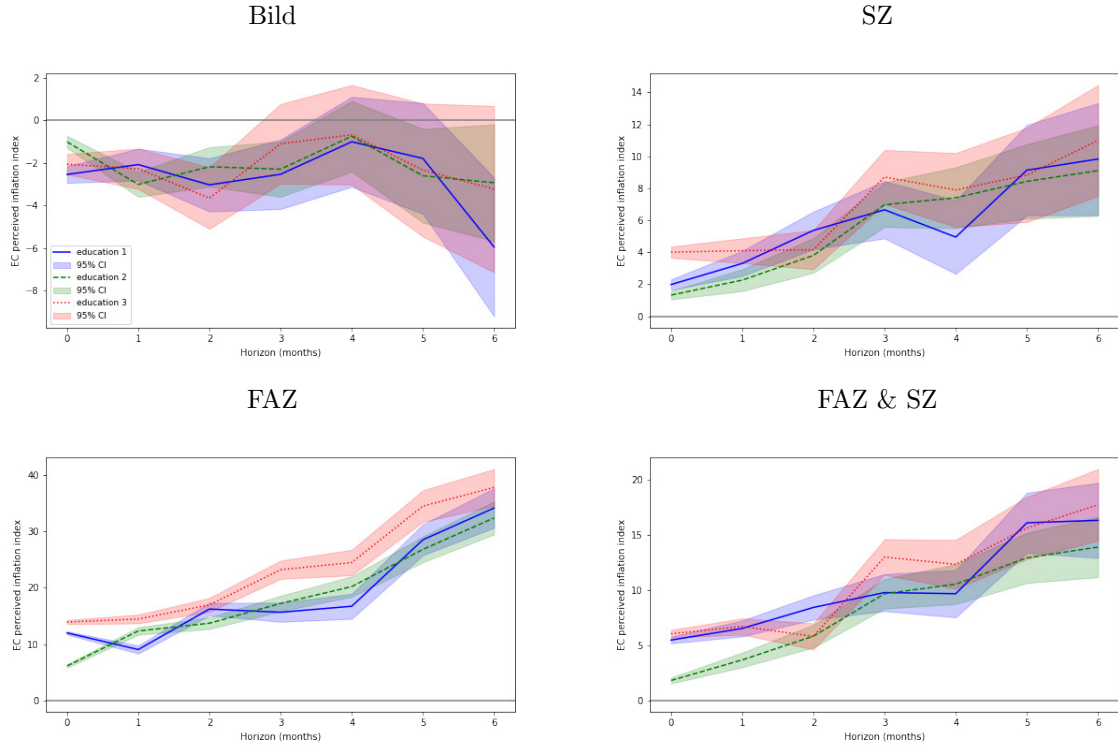 Bild
EC perceived inflation index
2
0
−2
−4
−6
−8
education 1
95% CI
education 2
95% CI
education 3
95% CI
0 1 2 3 4 5 6
Horizon (months)
SZ
EC perceived inflation index
14
12
10
8
6
4
2
0
0 1 2 3 4 5 6
Horizon (months)
FAZ
EC perceived inflation index
40
30
20
10
0
0 1 2 3 4 5 6
Horizon (months)
FAZ & SZ
EC perceived inflation index
20
15
10
5
0
0 1 2 3 4 5 6
Horizon (months)